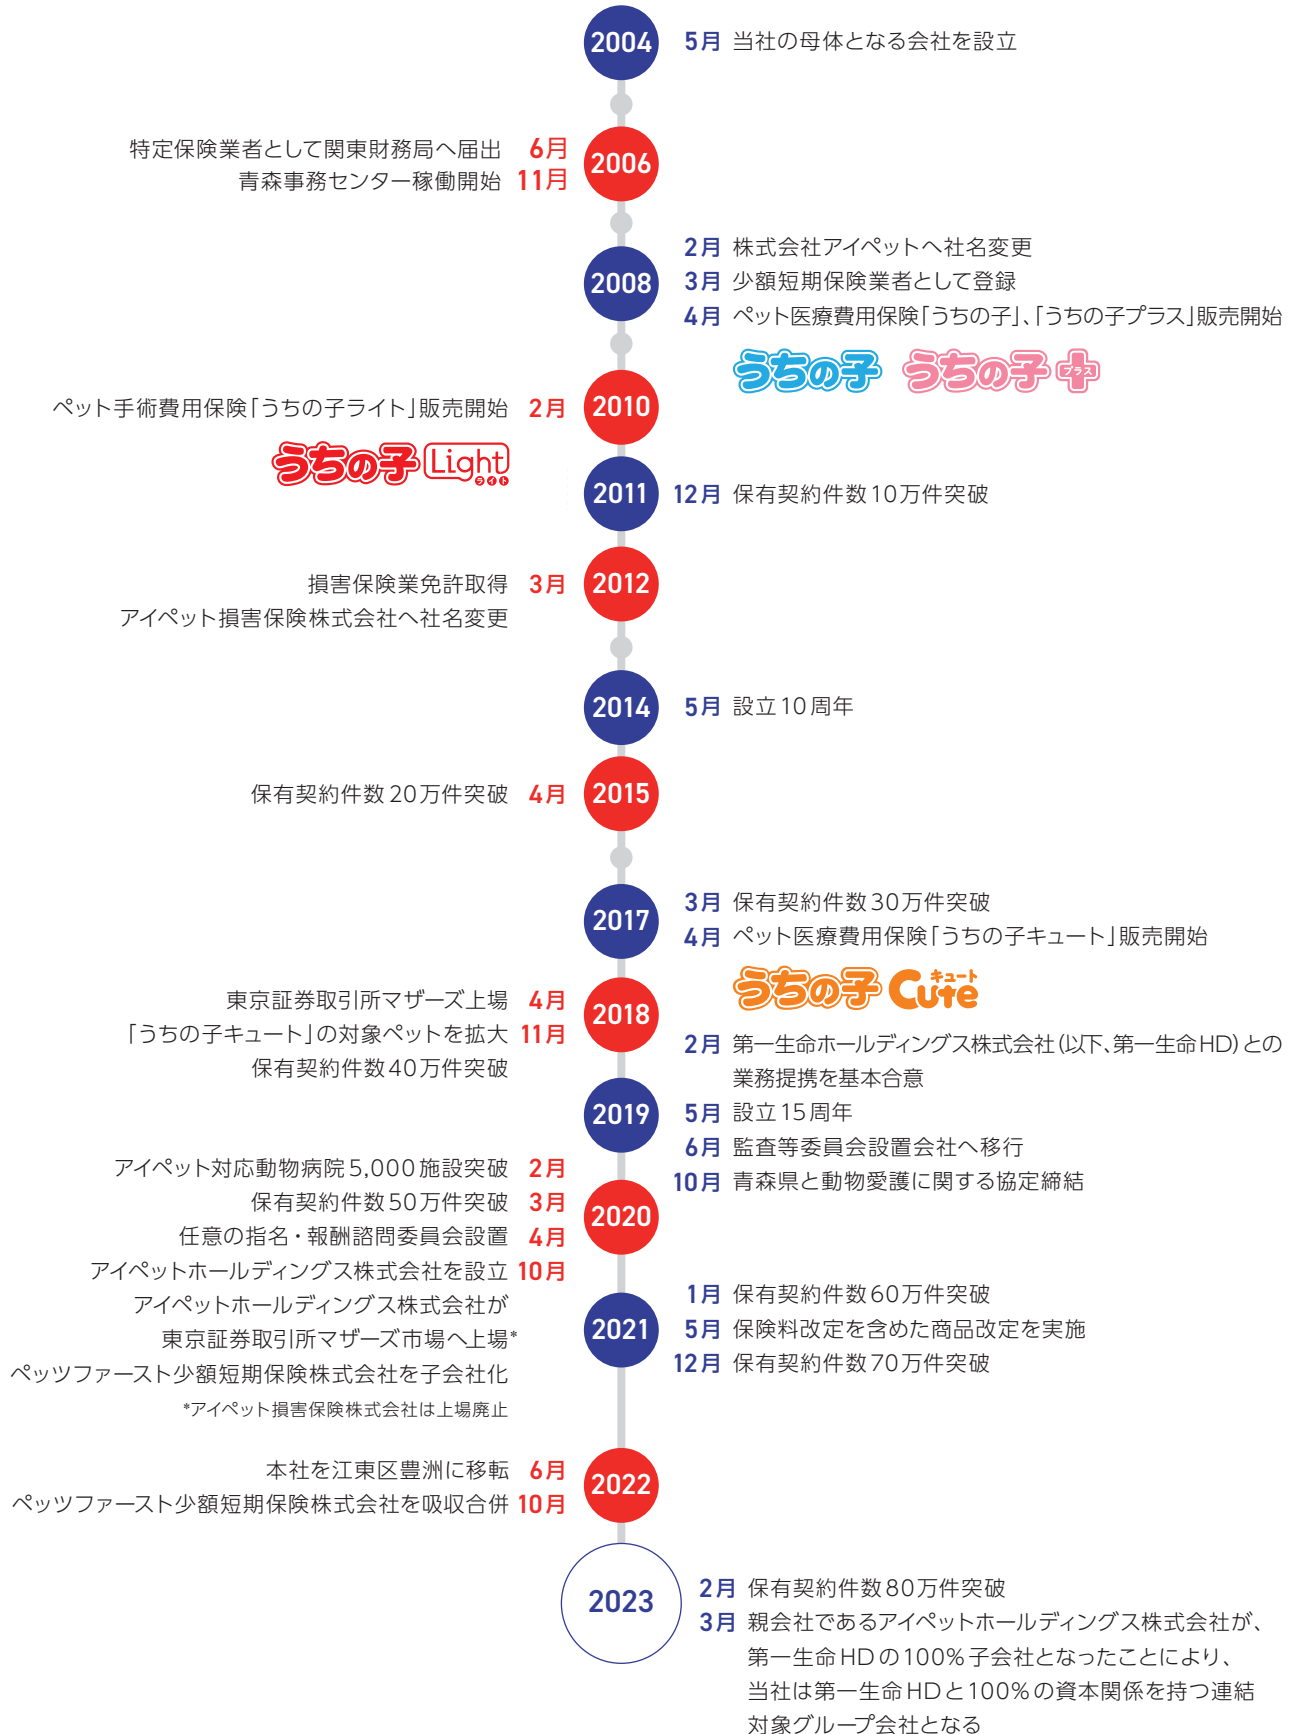 2004
5月 当社の母体となる会社を設立
2006
特定保険業者として関東財務局へ届出 6月
青森事務センター稼働開始 11月
2008
2月 株式会社アイペットへ社名変更
3月 少額短期保険業者として登録
4月 ペット医療費用保険「うちの子」、「うちの子プラス」販売開始
うちの子 うちの子 プラス
2010
ペット手術費用保険「うちの子ライト」販売開始 2月
うちの子 Light ライト
2011
12月 保有契約件数10万件突破
2012
損害保険業免許取得 3月
アイペット損害保険株式会社へ社名変更
2014
5月 設立10周年
2015
保有契約件数20万件突破 4月
2017
3月 保有契約件数30万件突破
4月 ペット医療費用保険「うちの子キュート」販売開始
うちの子 Cute キュート
2018
東京証券取引所マザーズ上場 4月
「うちの子キュート」の対象ペットを拡大 11月
保有契約件数40万件突破
2019
2月 第一生命ホールディングス株式会社(以下、第一生命HD)との
業務提携を基本合意
5月 設立15周年
6月 監査等委員会設置会社へ移行
10月 青森県と動物愛護に関する協定締結
2020
アイペット対応動物病院5,000施設突破 2月
保有契約件数50万件突破 3月
任意の指名・報酬諮問委員会設置 4月
アイペットホールディングス株式会社を設立 10月
アイペットホールディングス株式会社が
東京証券取引所マザーズ市場へ上場*
ペッツファースト少額短期保険株式会社を子会社化
*アイペット損害保険株式会社は上場廃止
2021
1月 保有契約件数60万件突破
5月 保険料改定を含めた商品改定を実施
12月 保有契約件数70万件突破
2022
本社を江東区豊洲に移転 6月
ペッツファースト少額短期保険株式会社を吸収合併 10月
2023
2月 保有契約件数80万件突破
3月 親会社であるアイペットホールディングス株式会社が、
第一生命HDの100%子会社となったことにより、
当社は第一生命HDと100%の資本関係を持つ連結
対象グループ会社となる